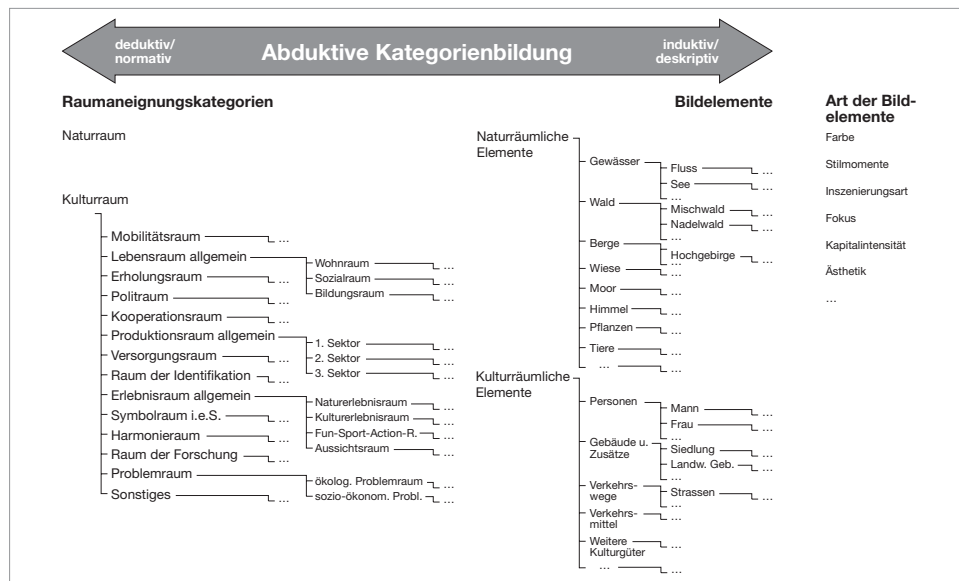 deduktiv/
normativ
Abduktive Kategorienbildung
induktiv/
deskriptiv
Raumaneignungskategorien
Naturraum
Kulturraum
Mobilitätsraum ...
Lebensraum allgemein
Wohnraum ...
Sozialraum ...
Bildungsraum ...
Erholungsraum ...
Politraum ...
Kooperationsraum ...
Produktionsraum allgemein
1. Sektor ...
2. Sektor ...
3. Sektor ...
Versorgungsraum ...
Raum der Identifikation ...
Erlebnisraum allgemein
Naturerlebnisraum ...
Kulturerlebnisraum ...
Fun-Sport-Action-R. ...
Aussichtsraum ...
Symbolraum i.e.S. ...
Harmonieraum ...
Raum der Forschung ...
Problemraum
ökolog. Problemraum ...
sozio-ökonom. Probl. ...
Sonstiges ...
Bildelemente
Naturräumliche
Elemente
Gewässer
Fluss ...
See ...
...
Wald
Mischwald ...
Nadelwald ...
...
Berge
Hochgebirge ...
...
Wiese ...
Moor ...
Himmel ...
Pflanzen ...
Tiere ...
... ...
Kulturräumliche
Elemente
Personen
Mann ...
Frau ...
...
Gebäude u.
Zusätze
Siedlung ...
Landw. Geb. ...
...
Verkehrs-
wege
Strassen ...
...
Verkehrs-
mittel ...
Weitere
Kulturgüter ...
... ...
Art der Bild-
elemente
Farbe
Stilmomente
Inszenierungsart
Fokus
Kapitalintensität
Ästhetik
...